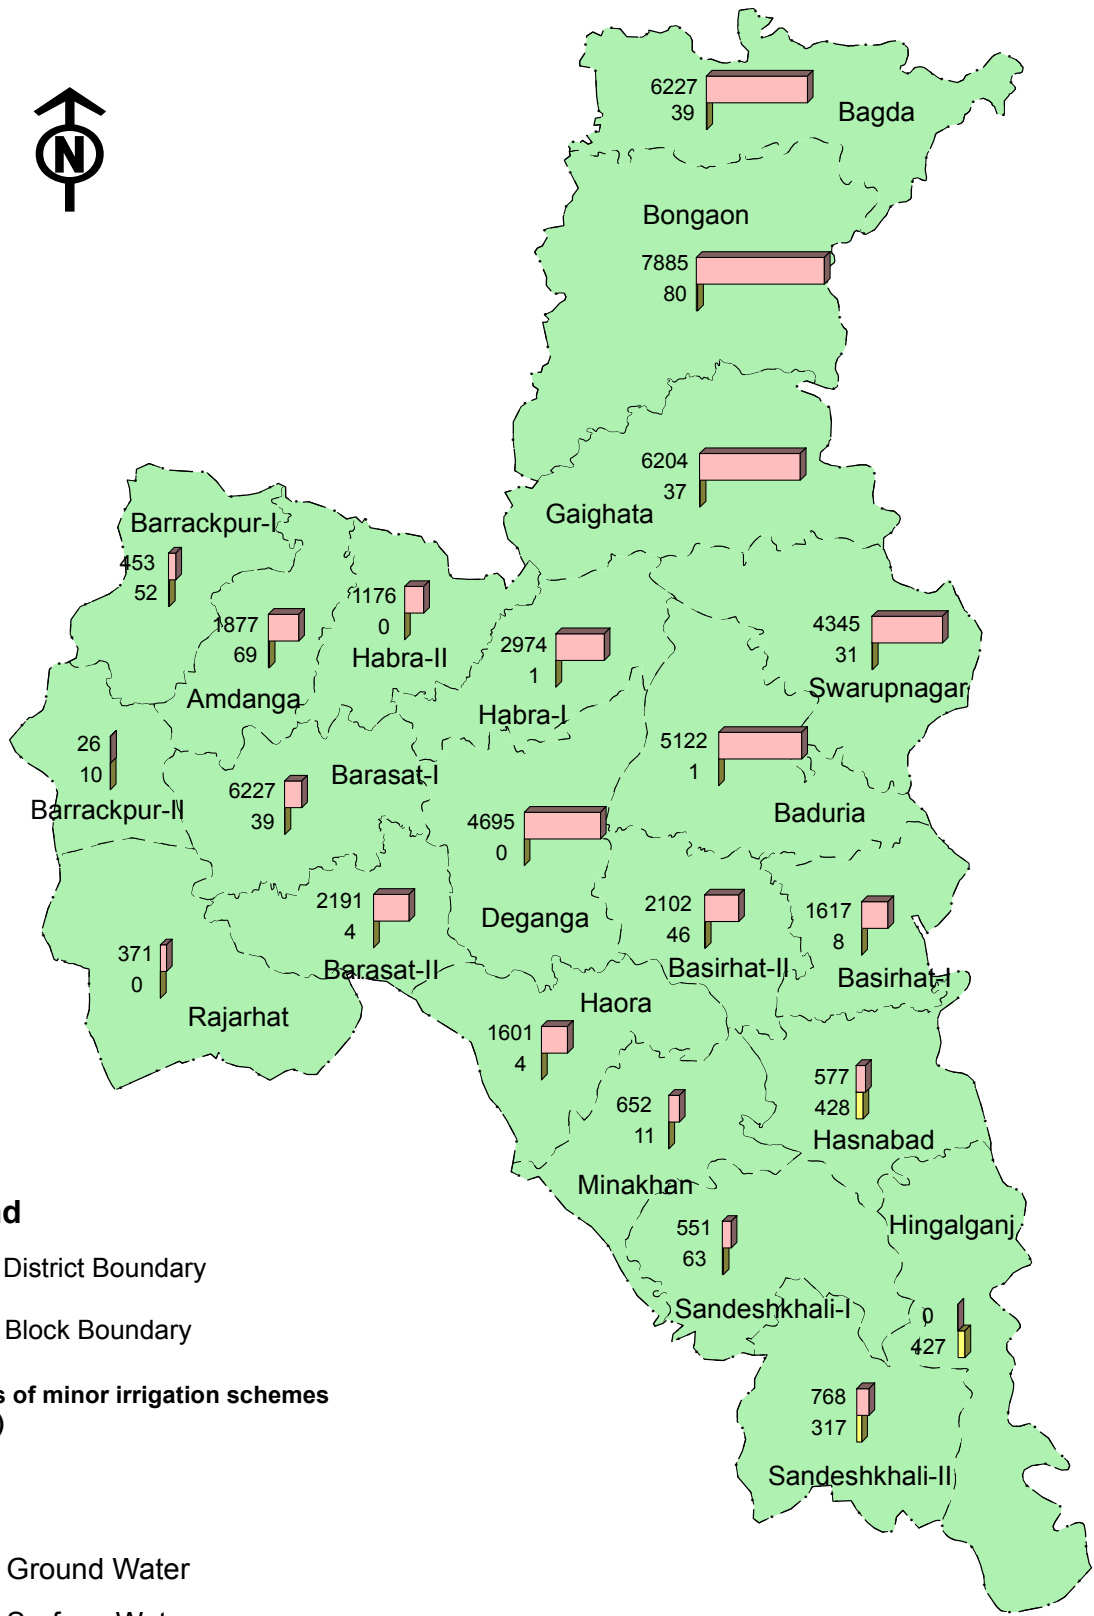 N
6227
39
Bagda
Bongaon
7885
80
6204
37
Gaighata
Barrackpur-I
453
52
1877
69
Amdanga
1176
0
Habra-II
2974
1
Habra-I
4345
31
Swarupnagar
26
10
Barrackpur-II
6227
39
Barasat-I
5122
1
Baduria
4695
0
Deganga
2191
4
Barasat-II
2102
46
Basirhat-II
1617
8
Basirhat-I
371
0
Rajarhat
Haora
1601
4
577
428
Hasnabad
652
11
Minakhan
551
63
Sandeshkhali-I
Hingalganj
0
427
768
317
Sandeshkhali-II
d
District Boundary
Block Boundary
s of minor irrigation schemes
)
Ground Water